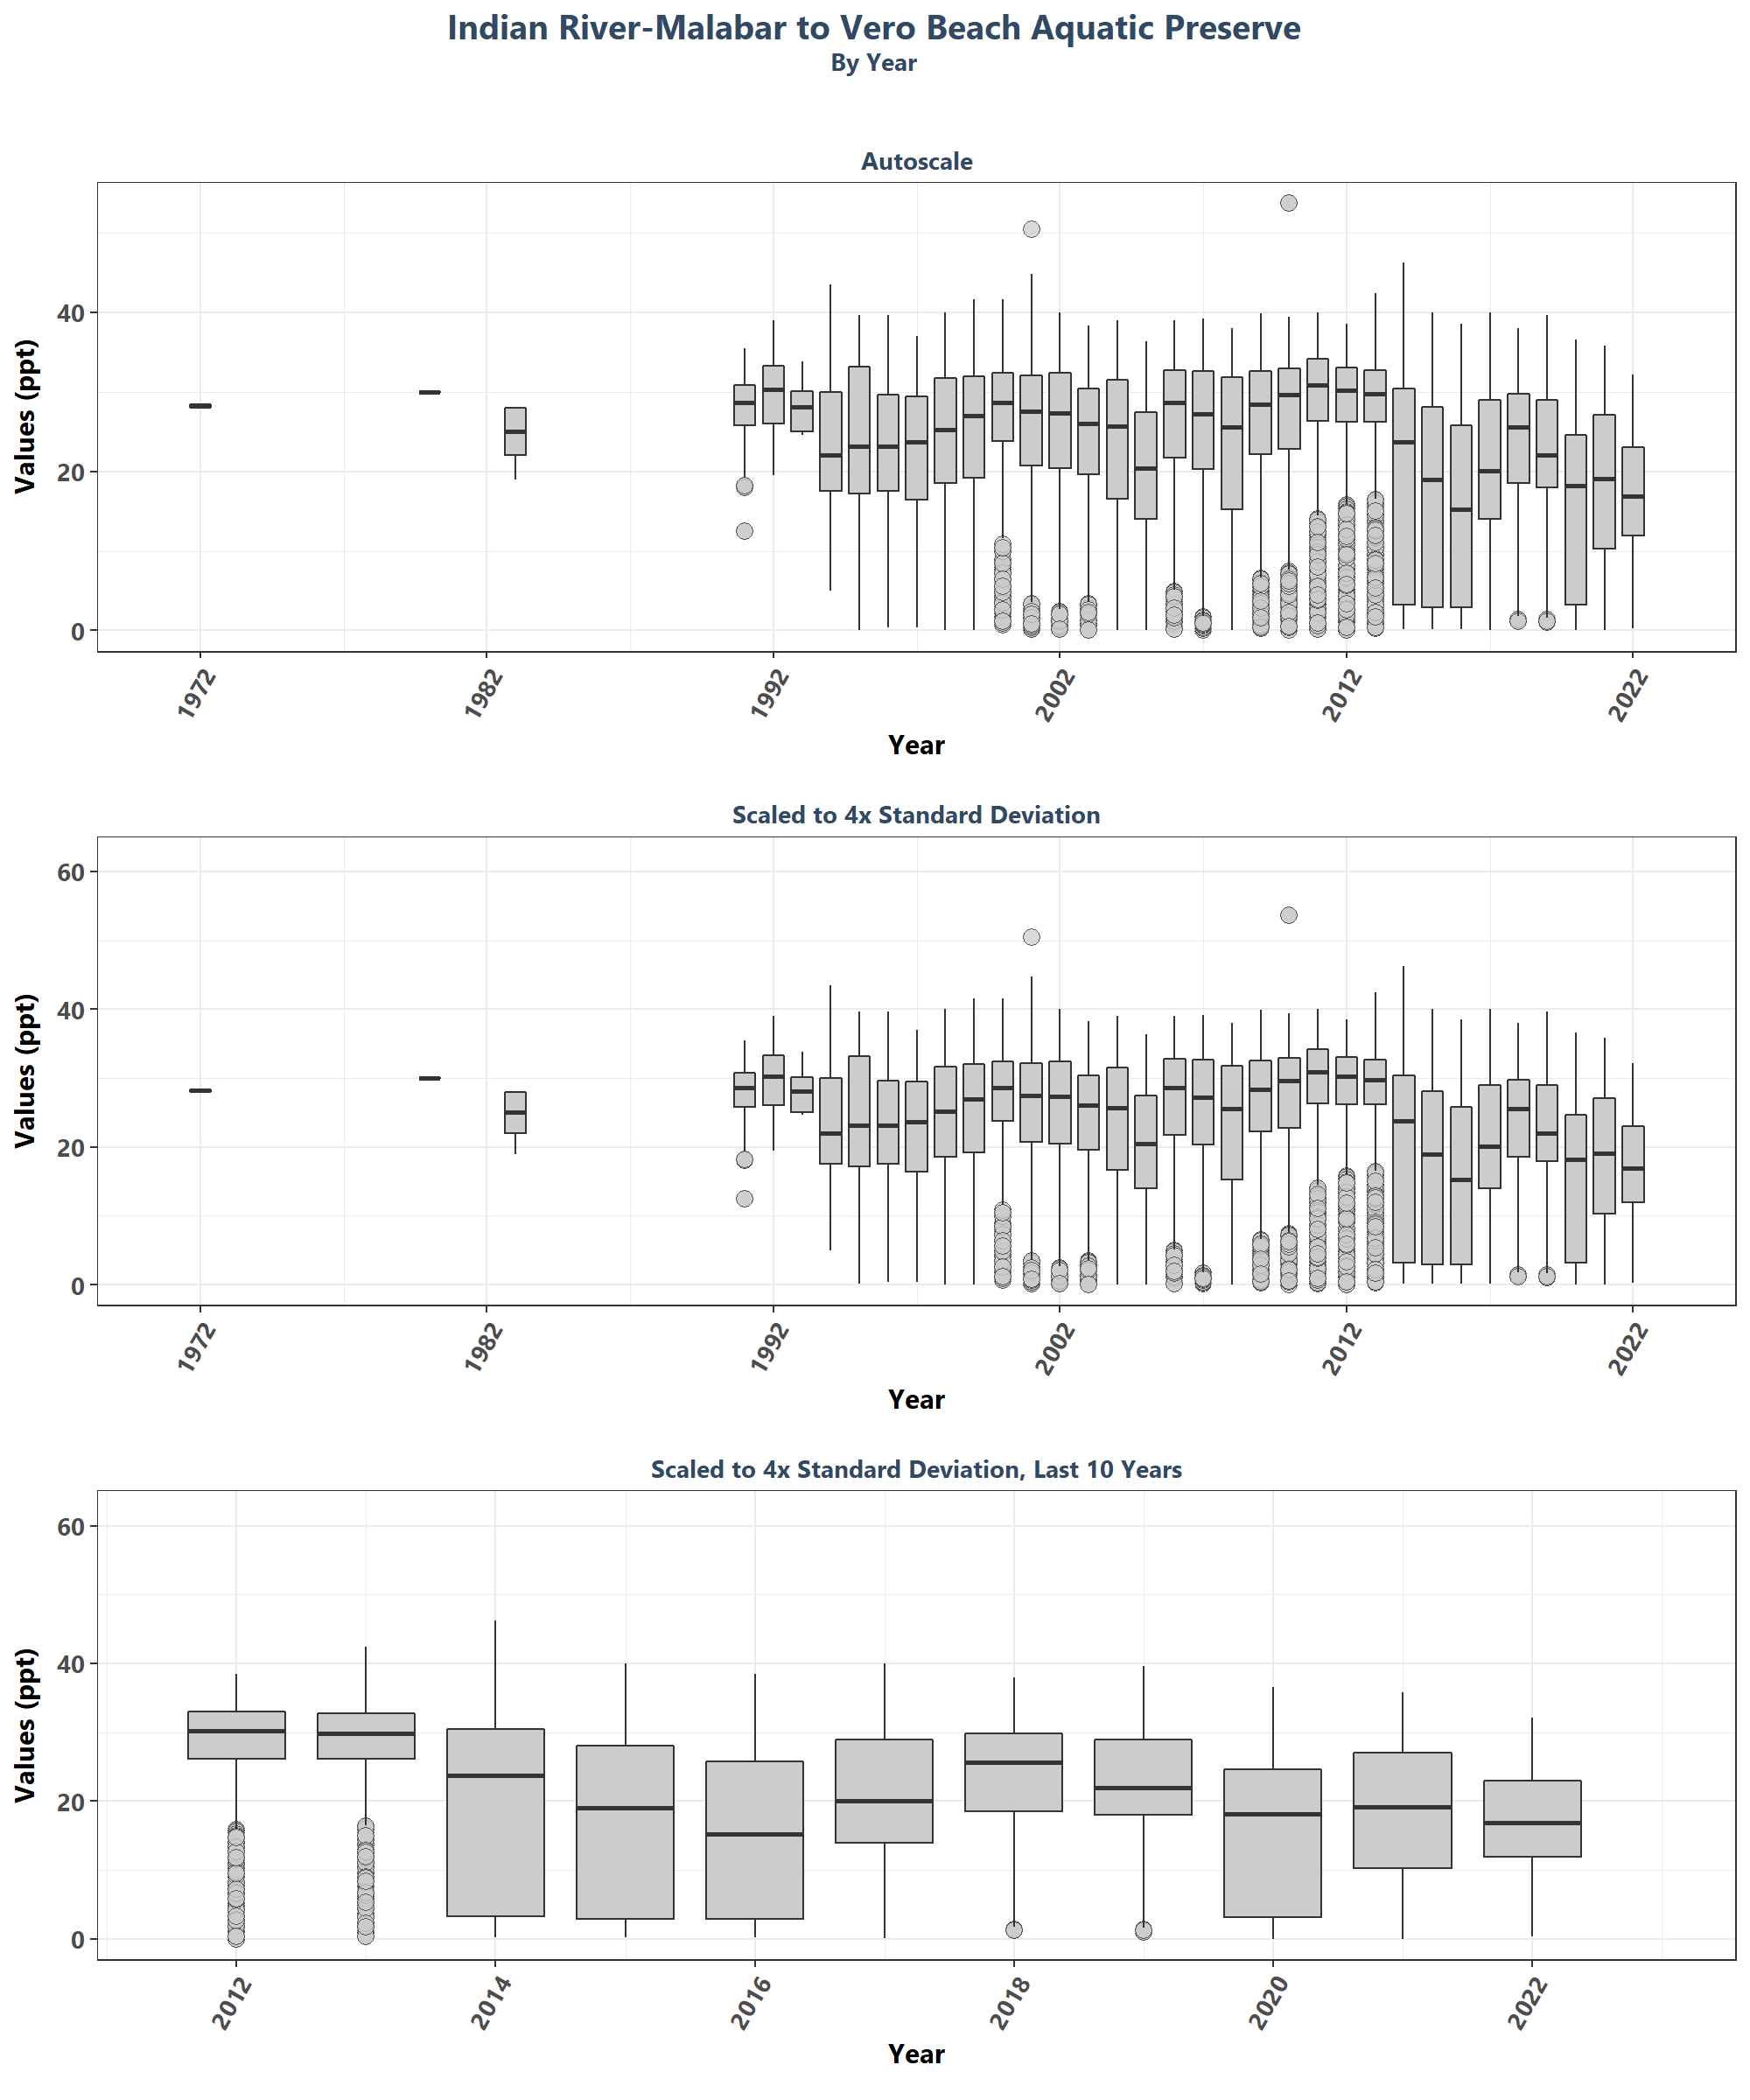 Indian River-Malabar to Vero Beach Aquatic Preserve
By Year
Autoscale
Values (ppt)
40
20
0
1972
1982
1992
2002
2012
2022
Year
Scaled to 4x Standard Deviation
Values (ppt)
60
40
20
0
1972
1982
1992
2002
2012
2022
Year
Scaled to 4x Standard Deviation, Last 10 Years
Values (ppt)
60
40
20
0
2012
2014
2016
2018
2020
2022
Year